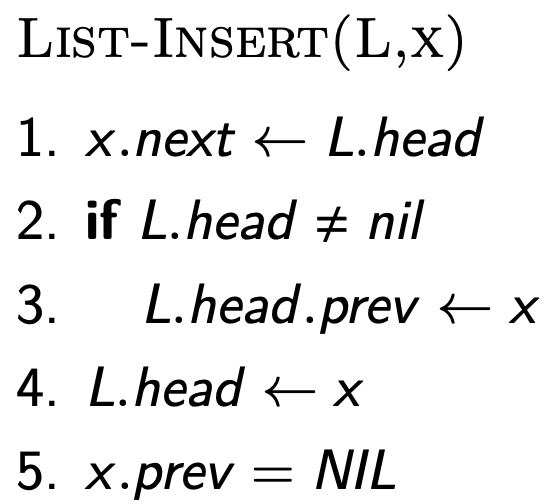 LIST-INSERT(L,X)
1. x.next ← L.head
2. if L.head ≠ nil
3. L.head.prev ← x
4. L.head ← x
5. x.prev = NIL